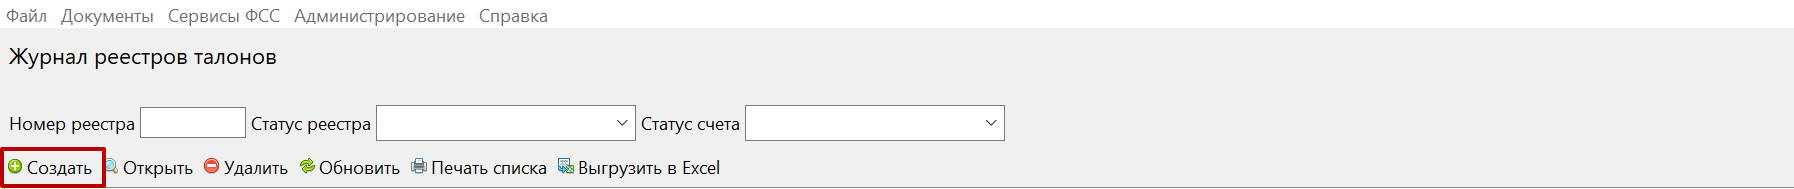 Файл Документы Сервисы ФСС Администрирование Справка
Журнал реестров талонов
Номер реестра Статус реестра Статус счета
Создать Открыть Удалить Обновить Печать списка Выгрузить в Excel